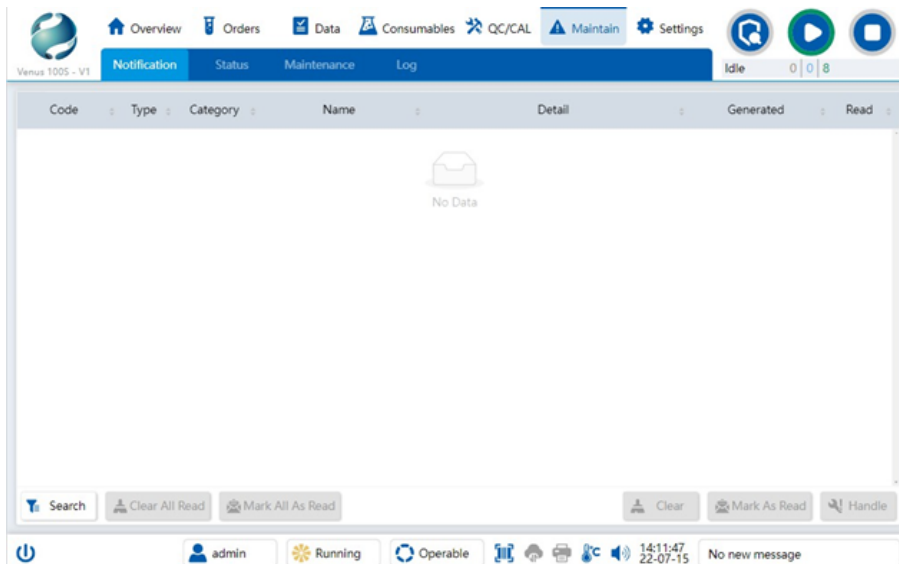 Overview Orders Data Consumables QC/CAL Maintain Settings
Venus 100S - V1
Notification Status Maintenance Log
Idle 0 0 8
Code Type Category Name Detail Generated Read
No Data
Search Clear All Read Mark All As Read Clear Mark As Read Handle
admin Running Operable °C 14:11:47 No new message
22-07-15